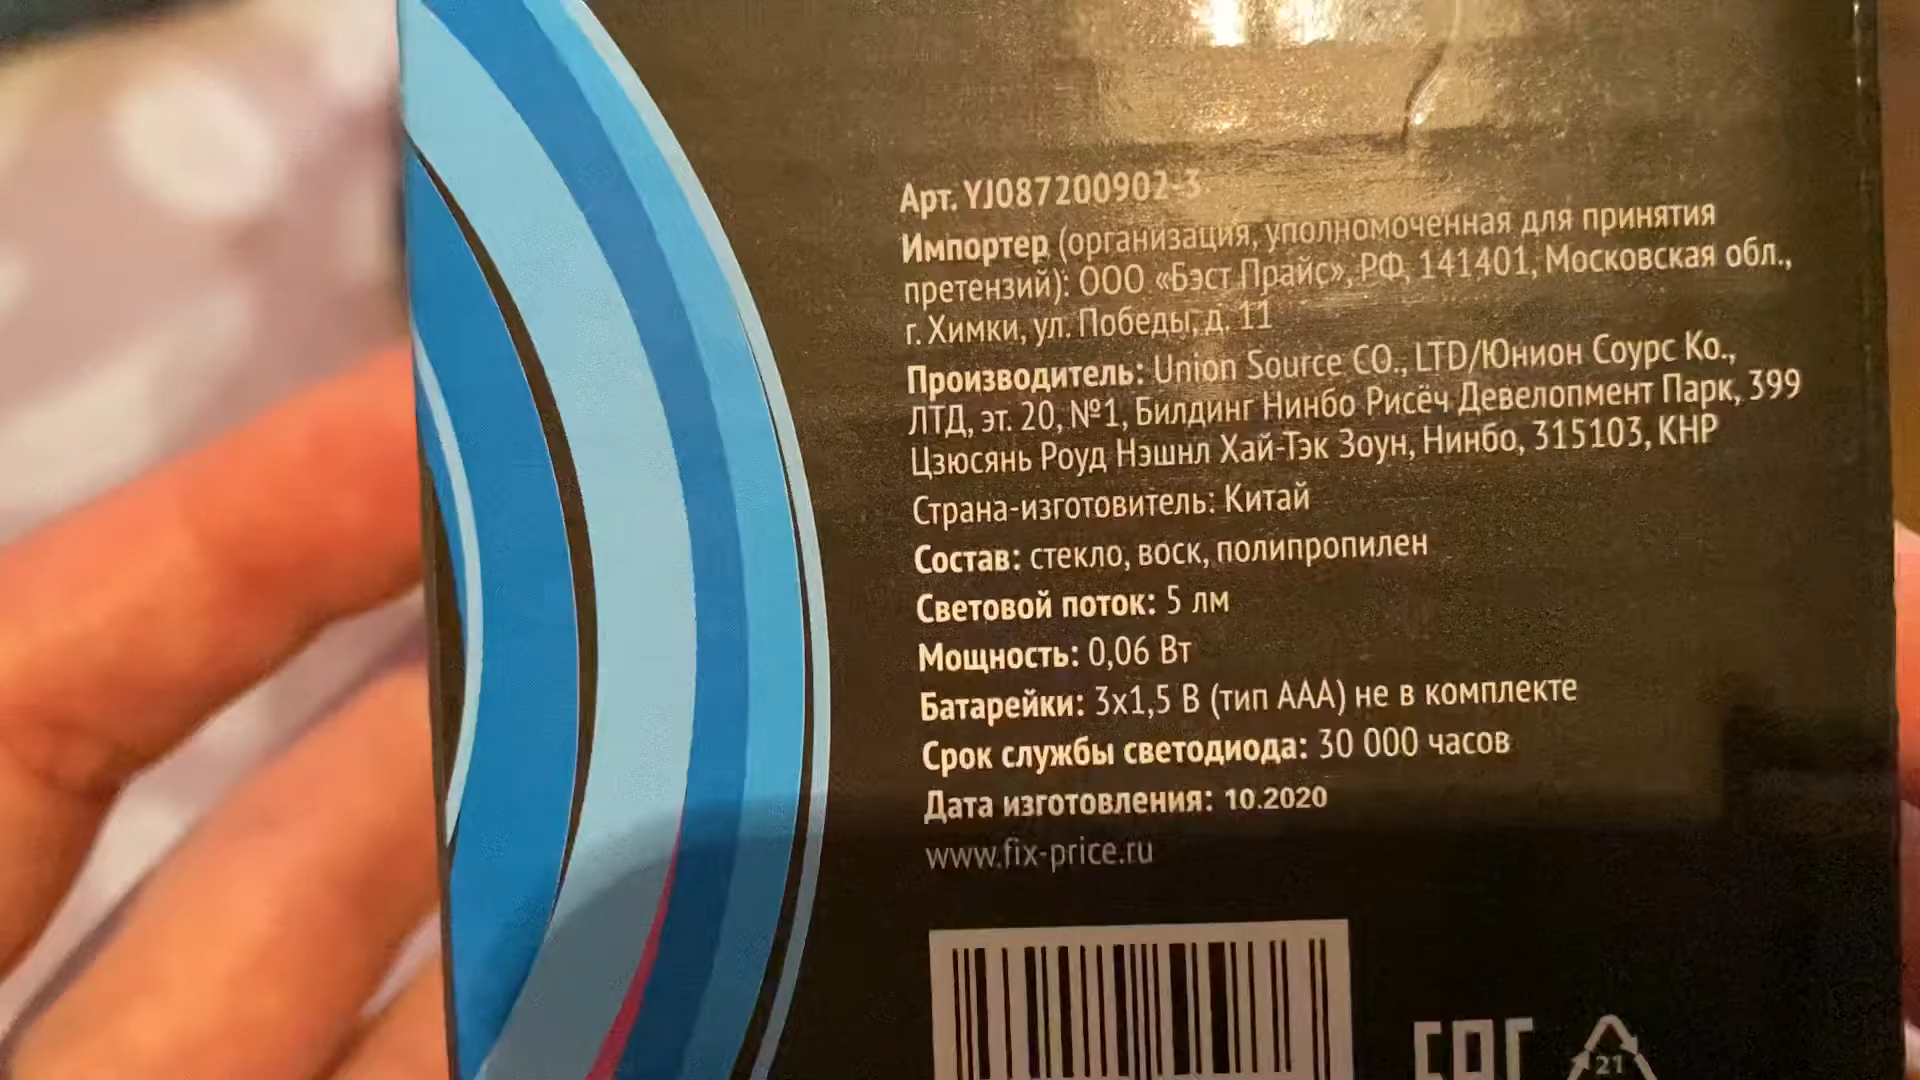 Арт. YJ087200902-3
Импортер (организация, уполномоченная для принятия
претензий): ООО «Бэст Прайс», РФ, 141401, Московская обл.,
г. Химки, ул. Победы, д. 11
Производитель: Union Source CO., LTD/Юнион Соурс Ко.,
ЛТД, эт. 20, №1, Билдинг Нинбо Рисёч Девелопмент Парк, 399
Цзюсянь Роуд Нэшнл Хай-Тэк Зоун, Нинбо, 315103, КНР
Страна-изготовитель: Китай
Состав: стекло, воск, полипропилен
Световой поток: 5 лм
Мощность: 0,06 Вт
Батарейки: 3х1,5 В (тип ААА) не в комплекте
Срок службы светодиода: 30 000 часов
Дата изготовления: 10.2020
www.fix-price.ru
EAC
21